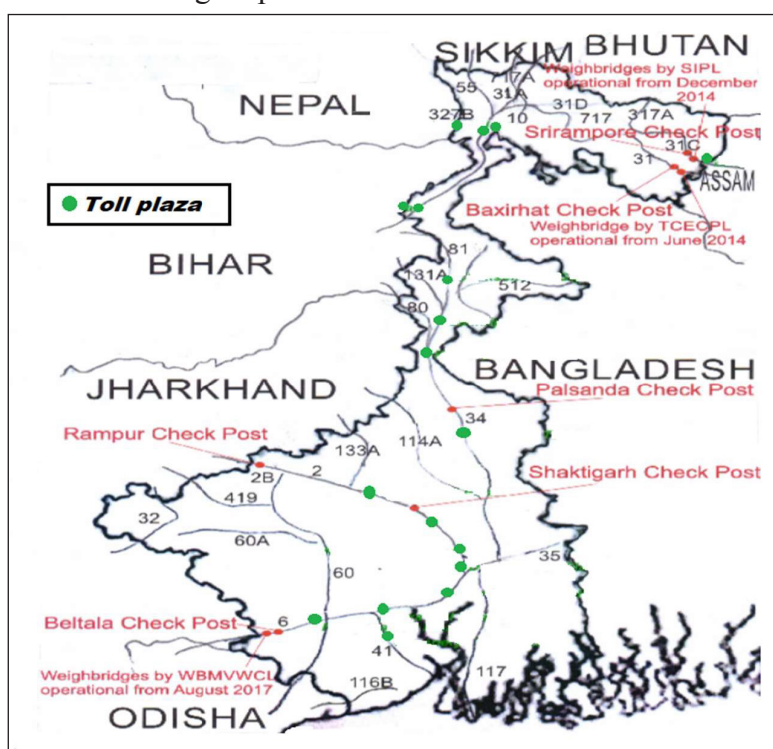 SIKKIM
BHUTAN
Weighbridges by SIPL
operational from December
2014
17A
55
31A
31D
317A
NEPAL
327B
10
717
Srirampore Check Post
31C
31
ASSAM
Toll plaza
Baxirhat Check Post
Weighbridge by TCECPL
operational from June 2014
BIHAR
81
131A
512
80
BANGLADESH
JHARKHAND
Palsanda Check Post
34
Rampur Check Post
133A
114A
2
2B
Shaktigarh Check Post
419
32
60A
35
60
Beltala Check Post
6
41
Weighbridges by WBMVWCL
operational from August 2017
117
116B
ODISHA